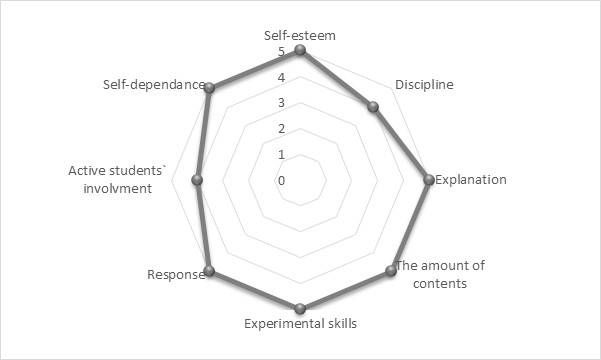 Self-esteem
5
Self-dependance
Discipline
4
3
2
1
Active students`
involvment
0
Explanation
Response
The amount of
contents
Experimental skills